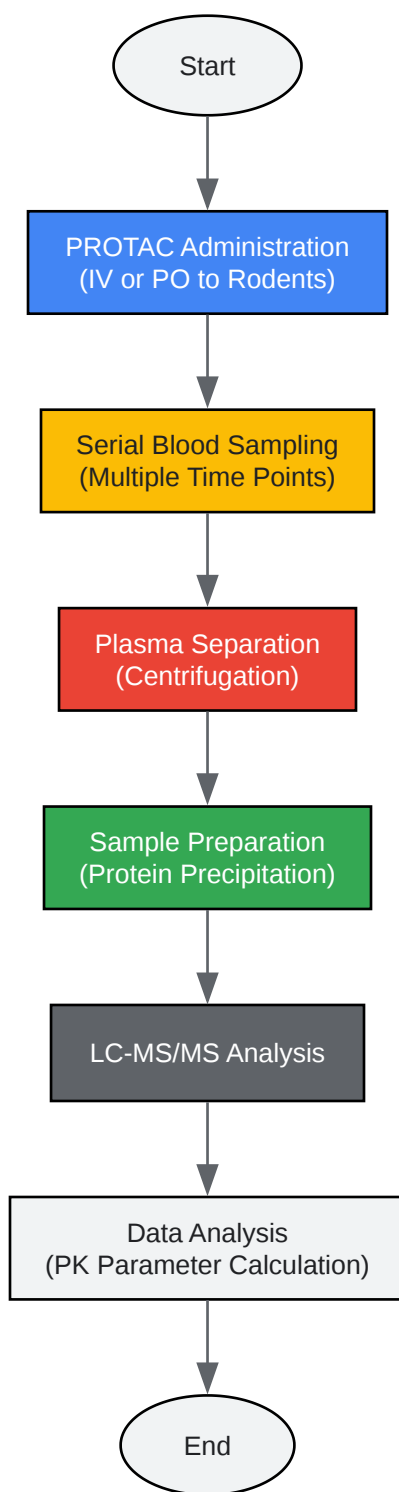 Start
PROTAC Administration
(IV or PO to Rodents)
Serial Blood Sampling
(Multiple Time Points)
Plasma Separation
(Centrifugation)
Sample Preparation
(Protein Precipitation)
LC-MS/MS Analysis
Data Analysis
(PK Parameter Calculation)
End